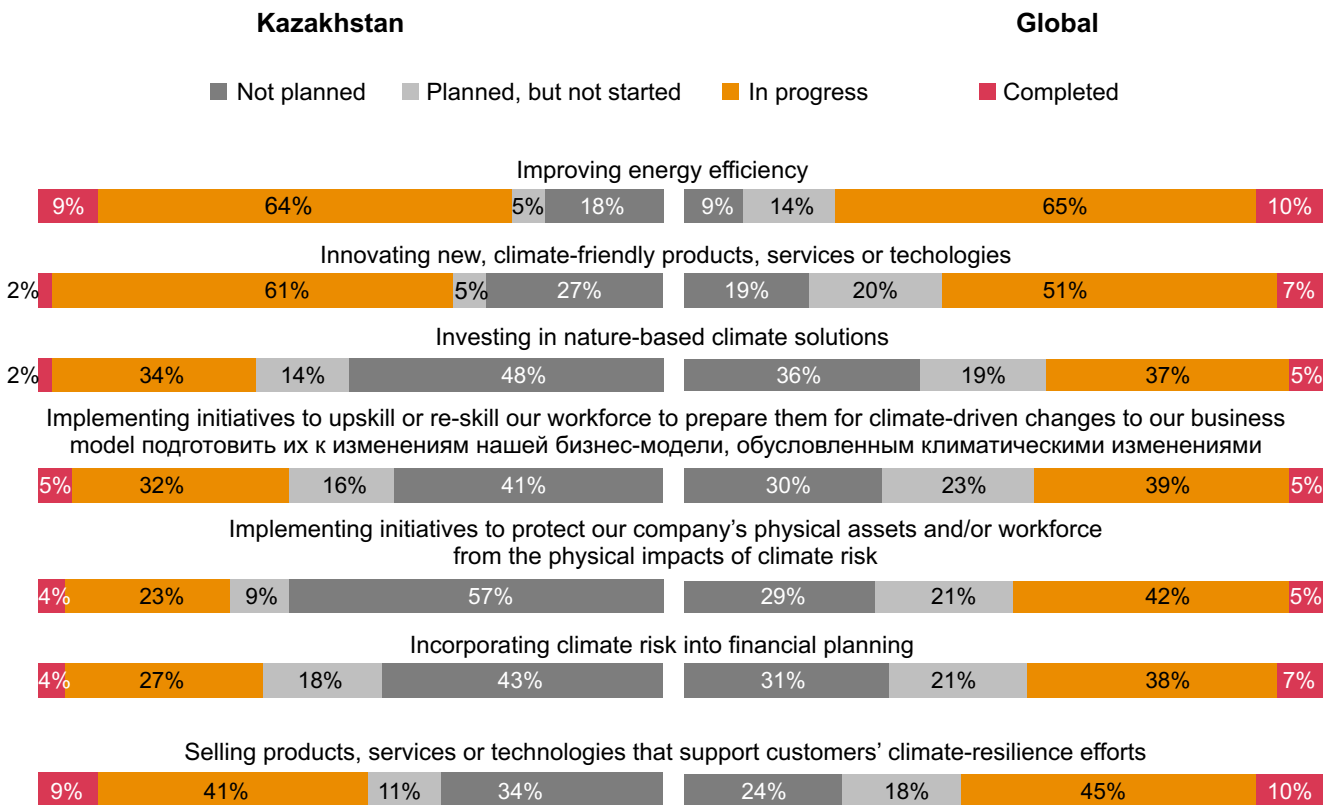 Kazakhstan Global
Not planned Planned, but not started In progress Completed
Improving energy efficiency
9% 64% 5% 18% 9% 14% 65% 10%
Innovating new, climate-friendly products, services or techologies
2% 61% 5% 27% 19% 20% 51% 7%
Investing in nature-based climate solutions
2% 34% 14% 48% 36% 19% 37% 5%
Implementing initiatives to upskill or re-skill our workforce to prepare them for climate-driven changes to our business
model подготовить их к изменениям нашей бизнес-модели, обусловленным климатическими изменениями
5% 32% 16% 41% 30% 23% 39% 5%
Implementing initiatives to protect our company’s physical assets and/or workforce
from the physical impacts of climate risk
4% 23% 9% 57% 29% 21% 42% 5%
Incorporating climate risk into financial planning
4% 27% 18% 43% 31% 21% 38% 7%
Selling products, services or technologies that support customers’ climate-resilience efforts
9% 41% 11% 34% 24% 18% 45% 10%